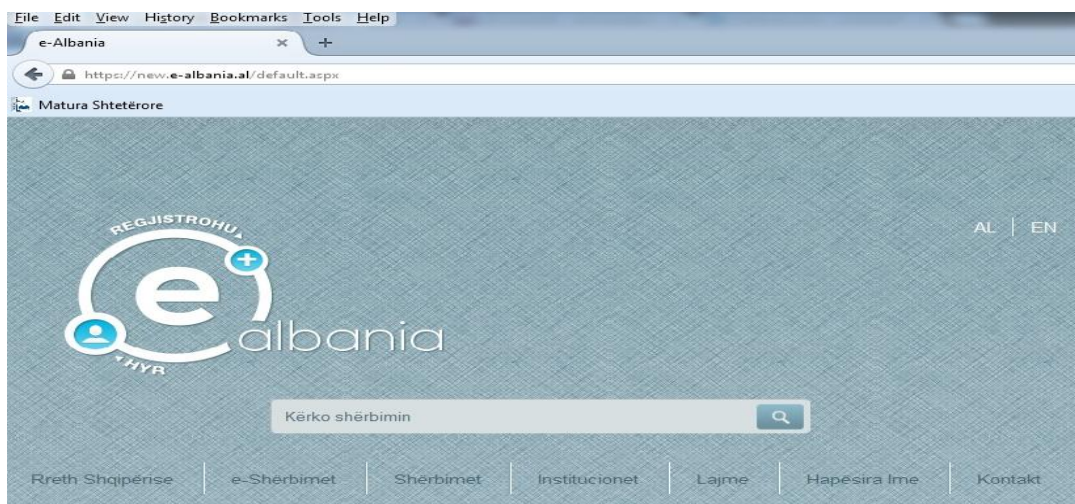 File Edit View History Bookmarks Tools Help
e-Albania
https://new.e-albania.al/default.aspx
Matura Shtetërore
REGJISTROHU
AL | EN
e albania
HYR
Kërko shërbimin
Rreth Shqipërise e-Shërbimet Shërbimet Institucionet Lajme Hapësira Ime Kontakt